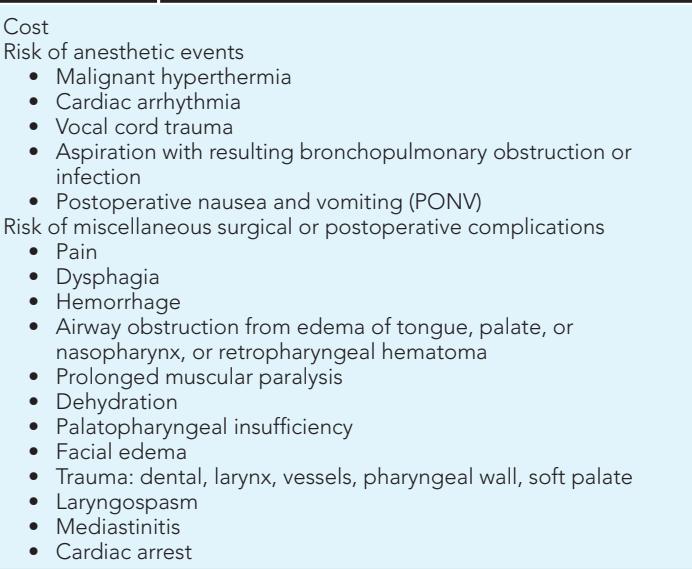 Cost
Risk of anesthetic events
• Malignant hyperthermia
• Cardiac arrhythmia
• Vocal cord trauma
• Aspiration with resulting bronchopulmonary obstruction or
infection
• Postoperative nausea and vomiting (PONV)
Risk of miscellaneous surgical or postoperative complications
• Pain
• Dysphagia
• Hemorrhage
• Airway obstruction from edema of tongue, palate, or
nasopharynx, or retropharyngeal hematoma
• Prolonged muscular paralysis
• Dehydration
• Palatopharyngeal insufficiency
• Facial edema
• Trauma: dental, larynx, vessels, pharyngeal wall, soft palate
• Laryngospasm
• Mediastinitis
• Cardiac arrest